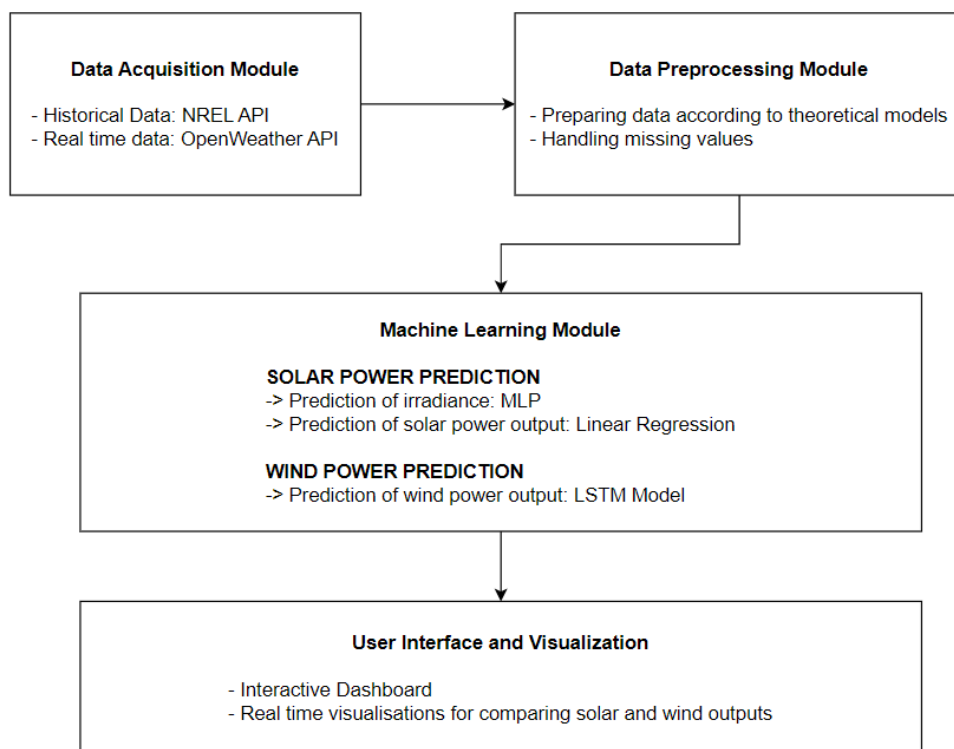 Data Acquisition Module
- Historical Data: NREL API
- Real time data: OpenWeather API
Data Preprocessing Module
- Preparing data according to theoretical models
- Handling missing values
Machine Learning Module
SOLAR POWER PREDICTION
-> Prediction of irradiance: MLP
-> Prediction of solar power output: Linear Regression
WIND POWER PREDICTION
-> Prediction of wind power output: LSTM Model
User Interface and Visualization
- Interactive Dashboard
- Real time visualisations for comparing solar and wind outputs